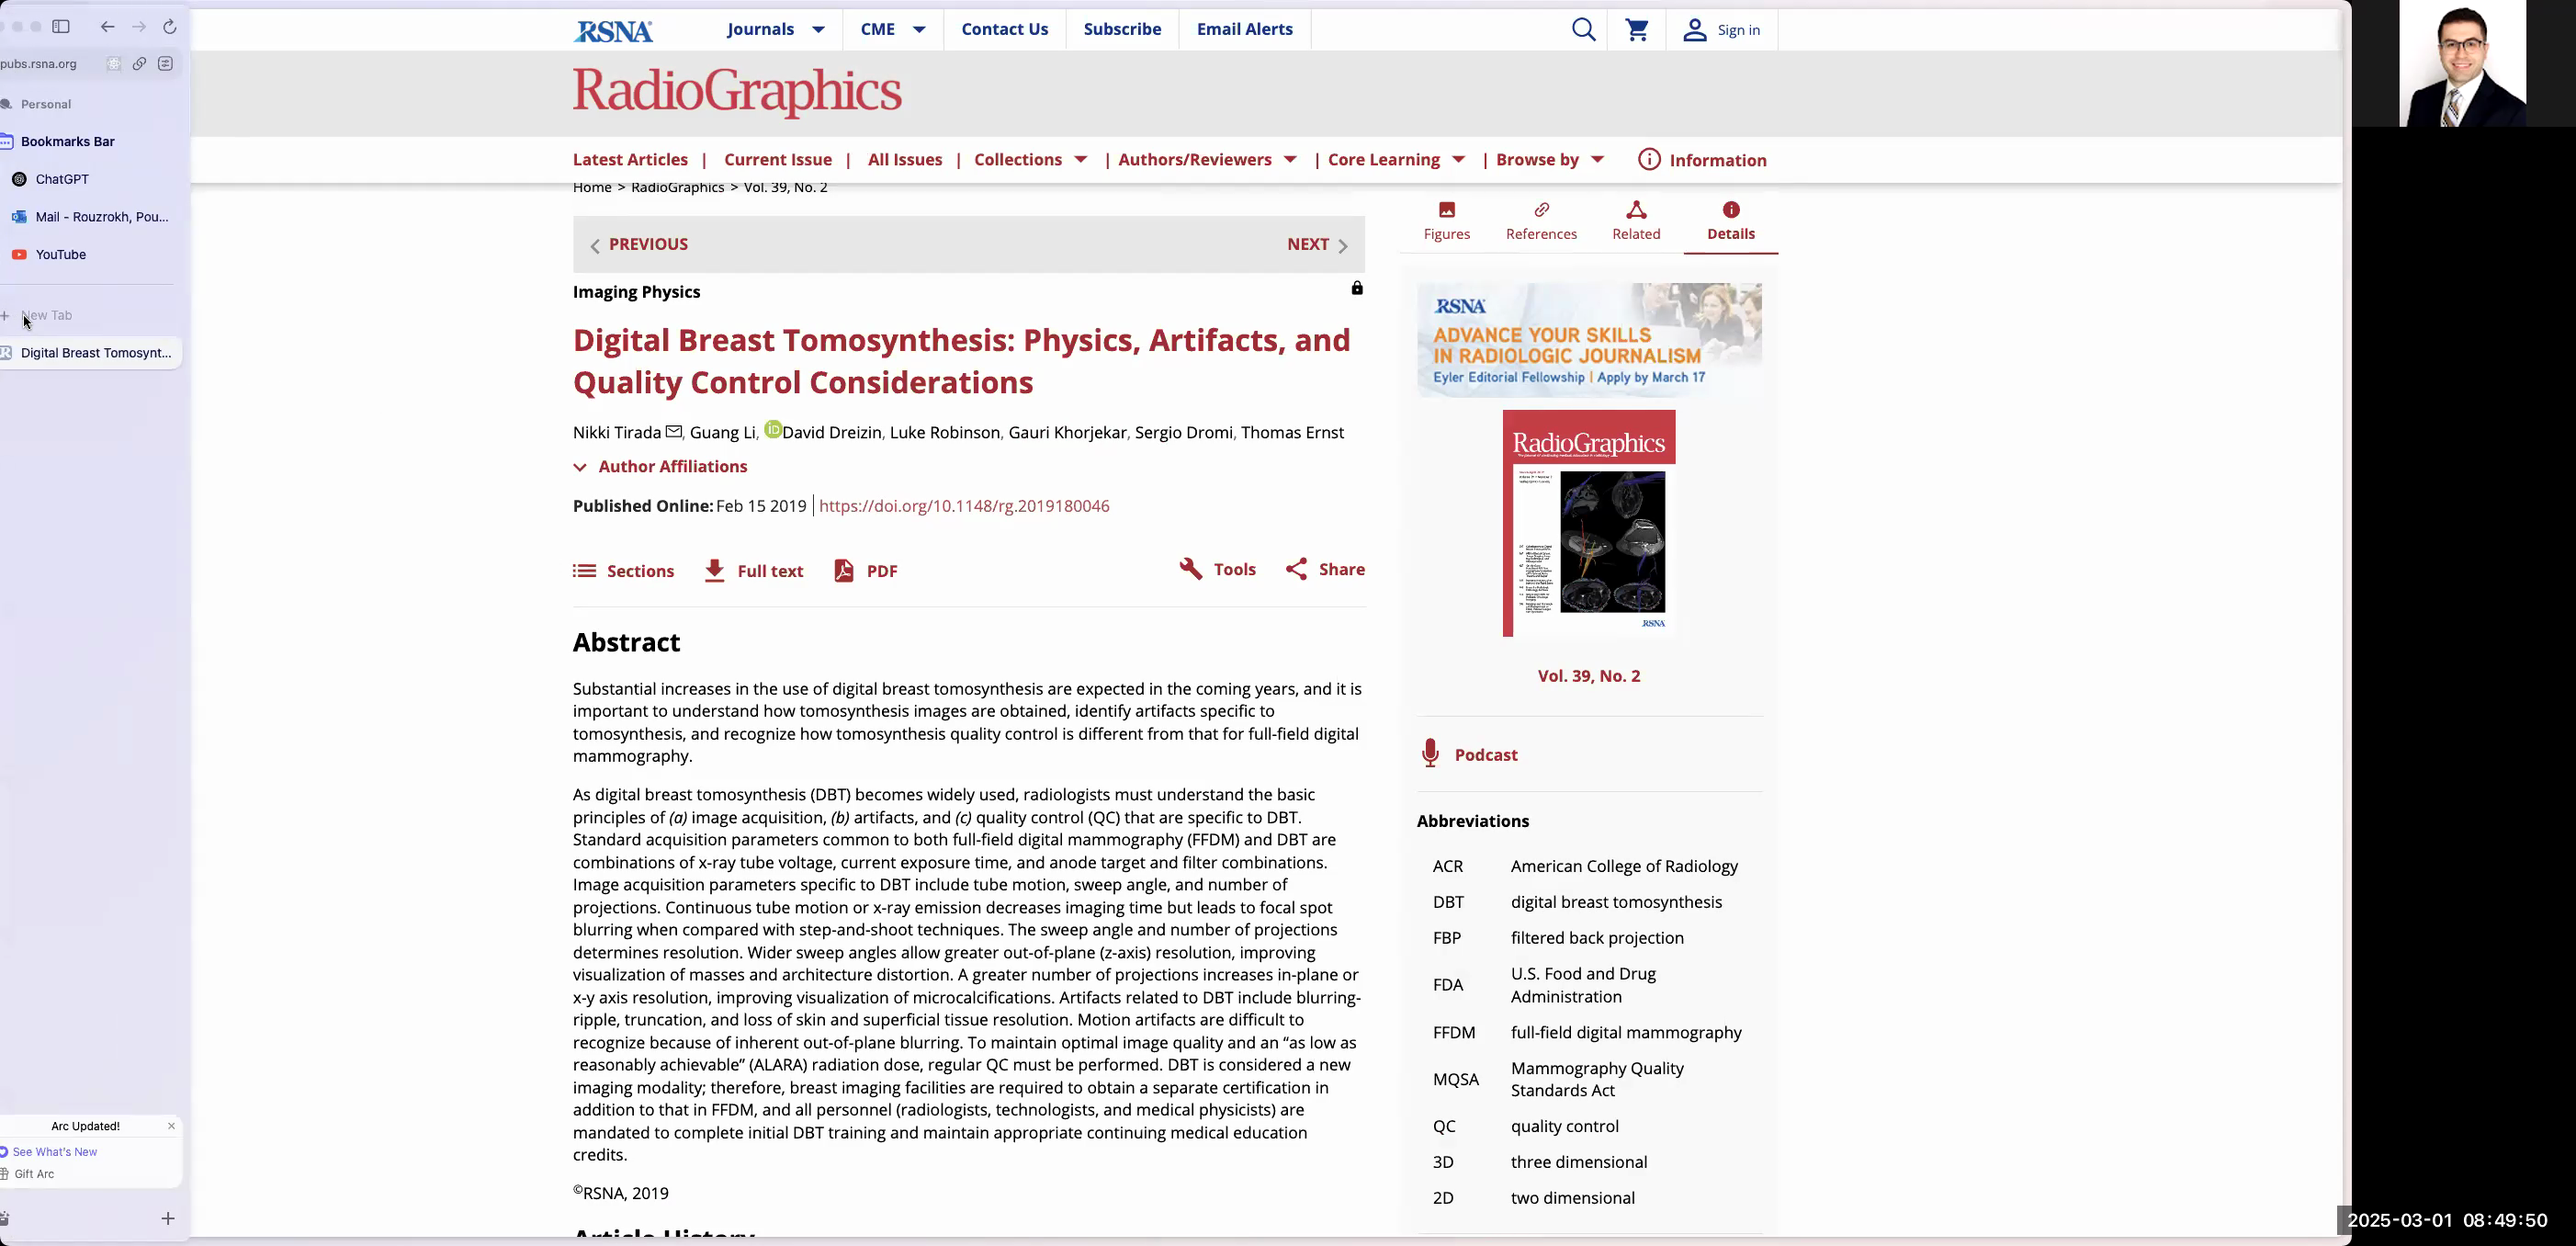 pubs.rsna.org
Personal
Bookmarks Bar
ChatGPT
Mail - Rouzrokh, Pou...
YouTube
New Tab
Digital Breast Tomosynt...
Arc Updated!
See What's New
Gift Arc
RSNA
Journals
CME
Contact Us
Subscribe
Email Alerts
Sign in
RadioGraphics
Latest Articles | Current Issue | All Issues | Collections | Authors/Reviewers | Core Learning | Browse by Information
Home > RadioGraphics > Vol. 39, No. 2
PREVIOUS
NEXT
Imaging Physics
Digital Breast Tomosynthesis: Physics, Artifacts, and
Quality Control Considerations
Nikki Tirada, Guang Li, iD David Dreizin, Luke Robinson, Gauri Khorjekar, Sergio Dromi, Thomas Ernst
Author Affiliations
Published Online: Feb 15 2019 | https://doi.org/10.1148/rg.2019180046
Sections
Full text
PDF
Tools
Share
Abstract
Substantial increases in the use of digital breast tomosynthesis are expected in the coming years, and it is
important to understand how tomosynthesis images are obtained, identify artifacts specific to
tomosynthesis, and recognize how tomosynthesis quality control is different from that for full-field digital
mammography.
As digital breast tomosynthesis (DBT) becomes widely used, radiologists must understand the basic
principles of (a) image acquisition, (b) artifacts, and (c) quality control (QC) that are specific to DBT.
Standard acquisition parameters common to both full-field digital mammography (FFDM) and DBT are
combinations of x-ray tube voltage, current exposure time, and anode target and filter combinations.
Image acquisition parameters specific to DBT include tube motion, sweep angle, and number of
projections. Continuous tube motion or x-ray emission decreases imaging time but leads to focal spot
blurring when compared with step-and-shoot techniques. The sweep angle and number of projections
determines resolution. Wider sweep angles allow greater out-of-plane (z-axis) resolution, improving
visualization of masses and architecture distortion. A greater number of projections increases in-plane or
x-y axis resolution, improving visualization of microcalcifications. Artifacts related to DBT include blurring-
ripple, truncation, and loss of skin and superficial tissue resolution. Motion artifacts are difficult to
recognize because of inherent out-of-plane blurring. To maintain optimal image quality and an “as low as
reasonably achievable” (ALARA) radiation dose, regular QC must be performed. DBT is considered a new
imaging modality; therefore, breast imaging facilities are required to obtain a separate certification in
addition to that in FFDM, and all personnel (radiologists, technologists, and medical physicists) are
mandated to complete initial DBT training and maintain appropriate continuing medical education
credits.
©RSNA, 2019
Article History
Figures
References
Related
Details
RSNA
ADVANCE YOUR SKILLS
IN RADIOLOGIC JOURNALISM
Eyler Editorial Fellowship | Apply by March 17
RadioGraphics
RSNA
Vol. 39, No. 2
Podcast
Abbreviations
ACR American College of Radiology
DBT digital breast tomosynthesis
FBP filtered back projection
FDA U.S. Food and Drug
Administration
FFDM full-field digital mammography
MQSA Mammography Quality
Standards Act
QC quality control
3D three dimensional
2D two dimensional
2025-03-01 08:49:50